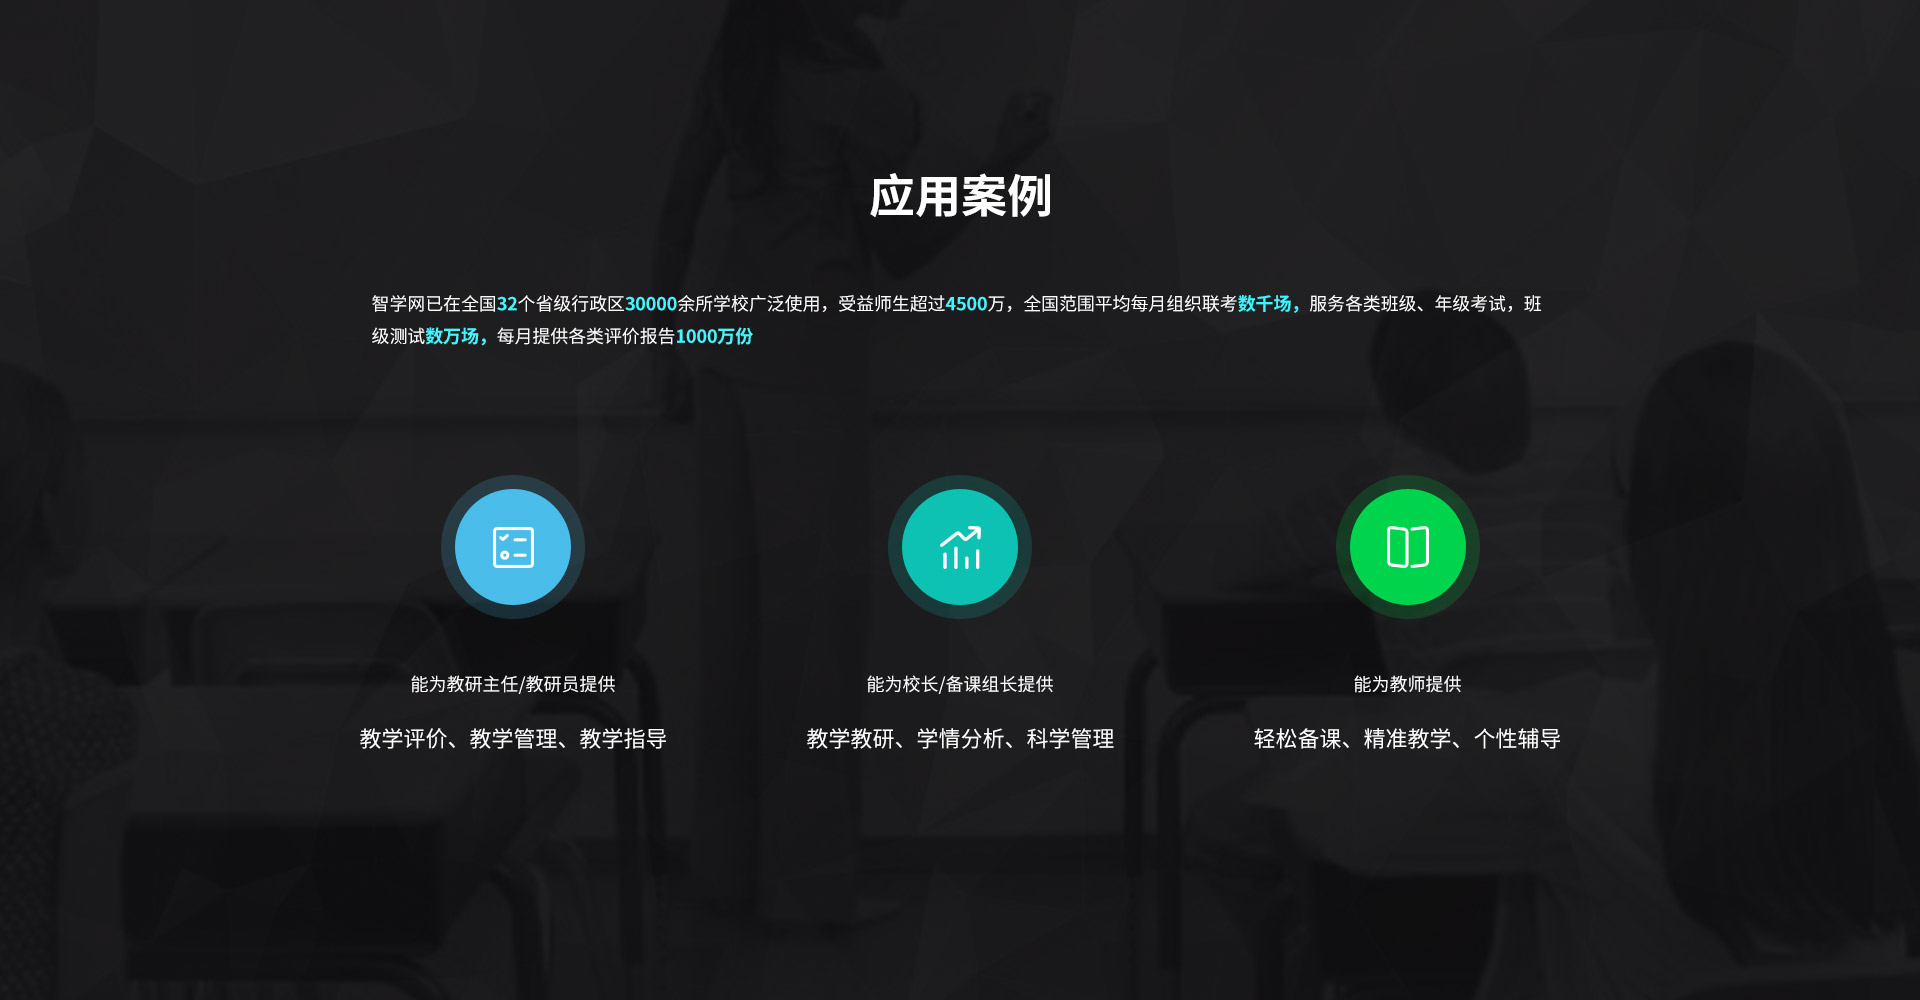 应用案例
智学网已在全国32个省级行政区30000余所学校广泛使用，受益师生超过4500万，全国范围平均每月组织联考数千场，服务各类班级、年级考试，班
级测试数万场，每月提供各类评价报告1000万份
能为教研主任/教研员提供
教学评价、教学管理、教学指导
能为校长/备课组长提供
教学教研、学情分析、科学管理
能为教师提供
轻松备课、精准教学、个性辅导